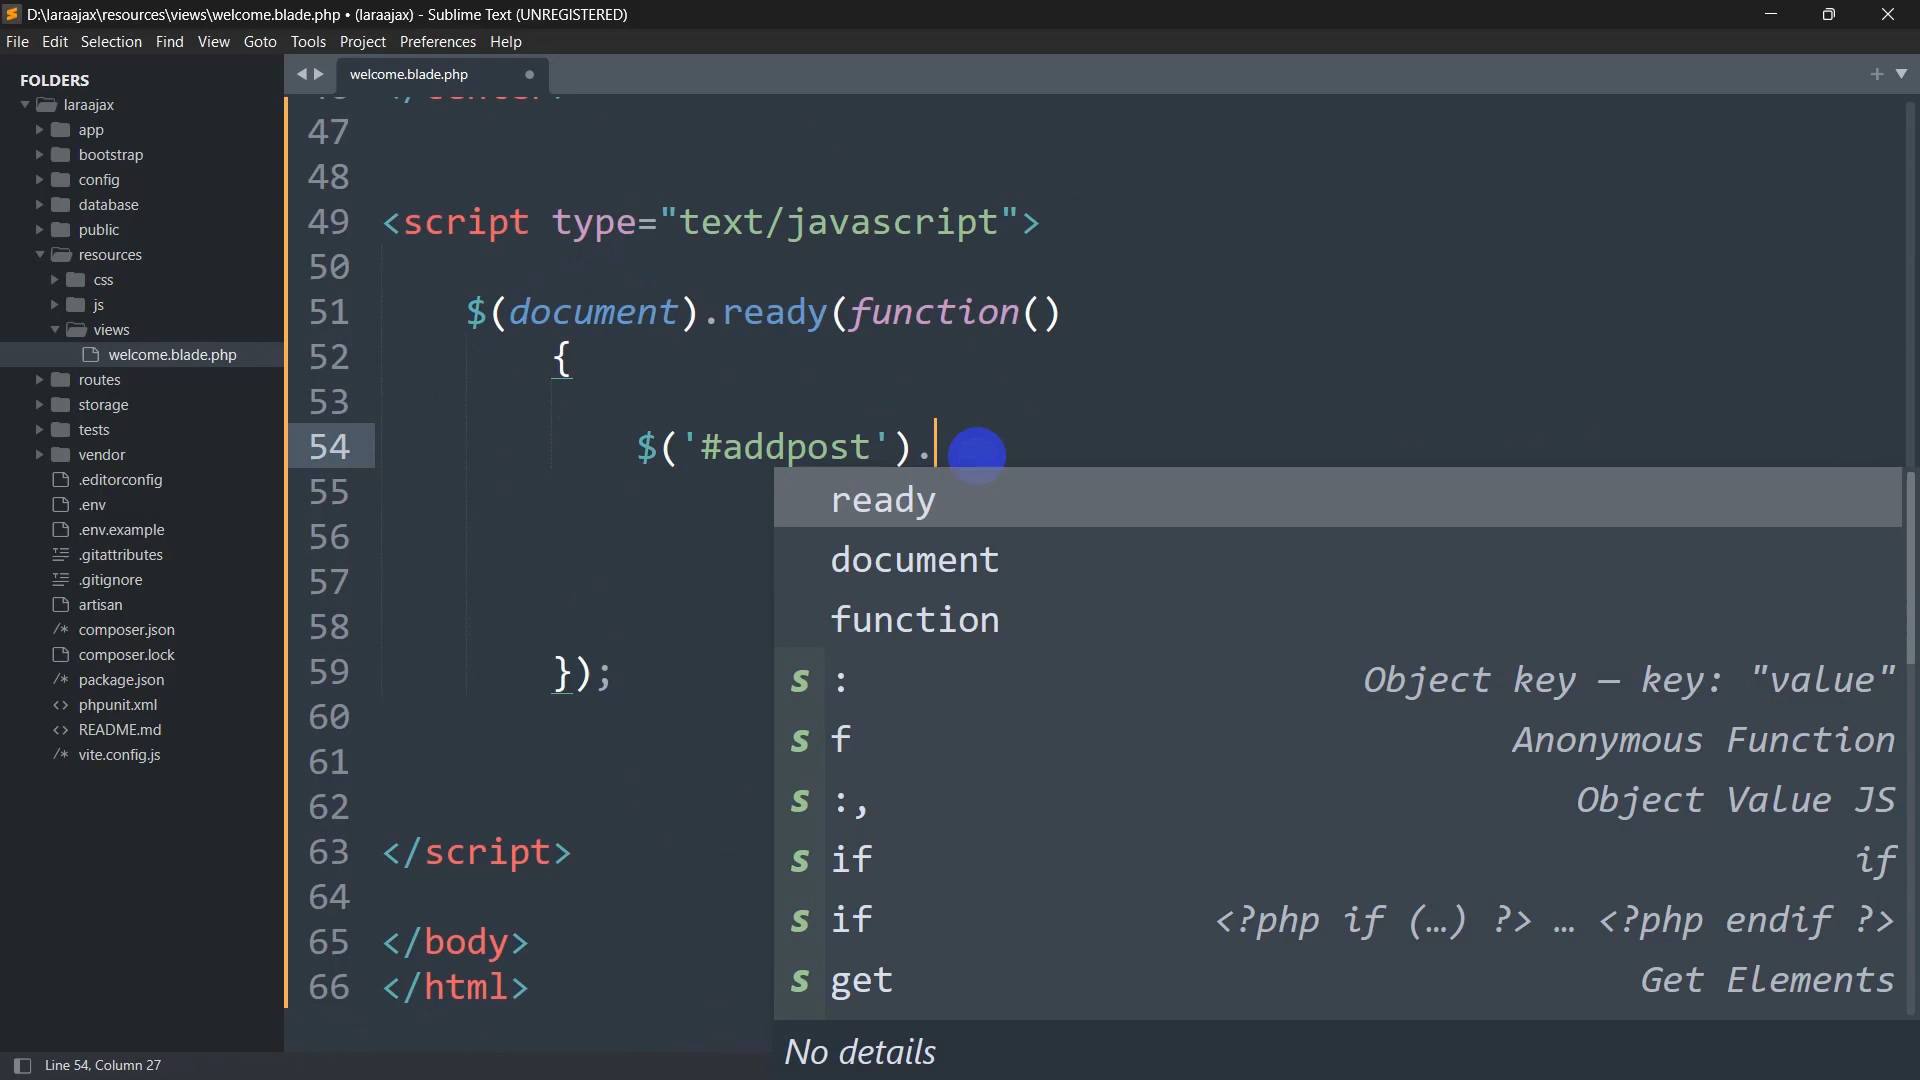 D:\laraajax\resources\views\welcome.blade.php • (laraajax) - Sublime Text (UNREGISTERED)
File Edit Selection Find View Goto Tools Project Preferences Help
FOLDERS
laraajax
app
bootstrap
config
database
public
resources
css
js
views
welcome.blade.php
routes
storage
tests
vendor
.editorconfig
.env
.env.example
.gitattributes
.gitignore
artisan
composer.json
composer.lock
package.json
phpunit.xml
README.md
vite.config.js
welcome.blade.php
47
48
49 <script type="text/javascript">
50
51 $(document).ready(function()
52 {
53
54 $('#addpost').
55
56
57
58
59 });
60
61
62
63 </script>
64
65 </body>
66 </html>
ready
document
function
s : Object key — key: "value"
s f Anonymous Function
s :, Object Value JS
s if if
s if <?php if (…) ?> … <?php endif ?>
s get Get Elements
No details
Line 54, Column 27